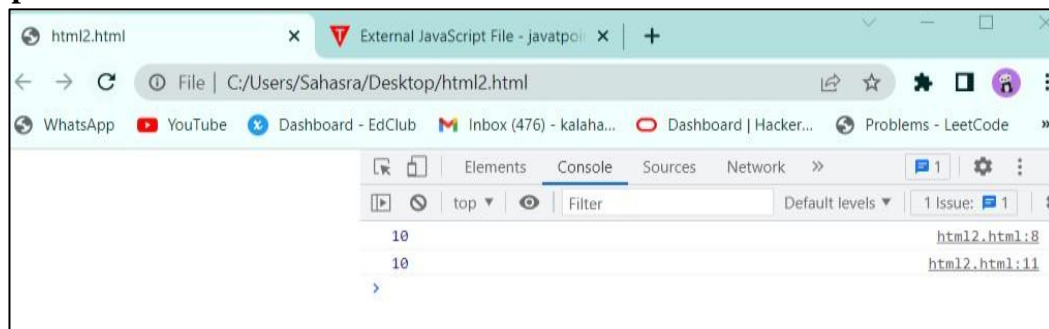 html2.html
External JavaScript File - javatpoi
File | C:/Users/Sahasra/Desktop/html2.html
WhatsApp YouTube Dashboard - EdClub Inbox (476) - kalaha... Dashboard | Hacker... Problems - LeetCode »
Elements Console Sources Network » 1
top ▼ Filter Default levels ▼ 1 Issue: 1
10 html2.html:8
10 html2.html:11
>